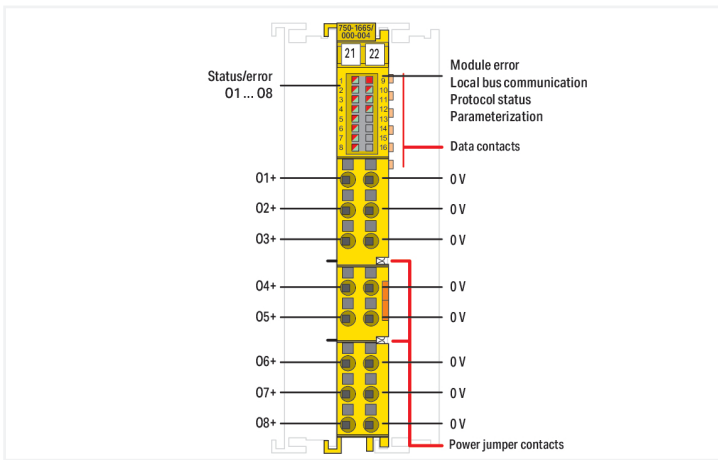 750-1665/
000-004
21 22
Status/error
O1 ... O8
Module error
Local bus communication
Protocol status
Parameterization
Data contacts
1 9
2 10
3 11
4 12
5 13
6 14
7 15
8 16
O1+ 0 V
O2+ 0 V
O3+ 0 V
O4+ 0 V
O5+ 0 V
O6+ 0 V
O7+ 0 V
O8+ 0 V
Power jumper contacts